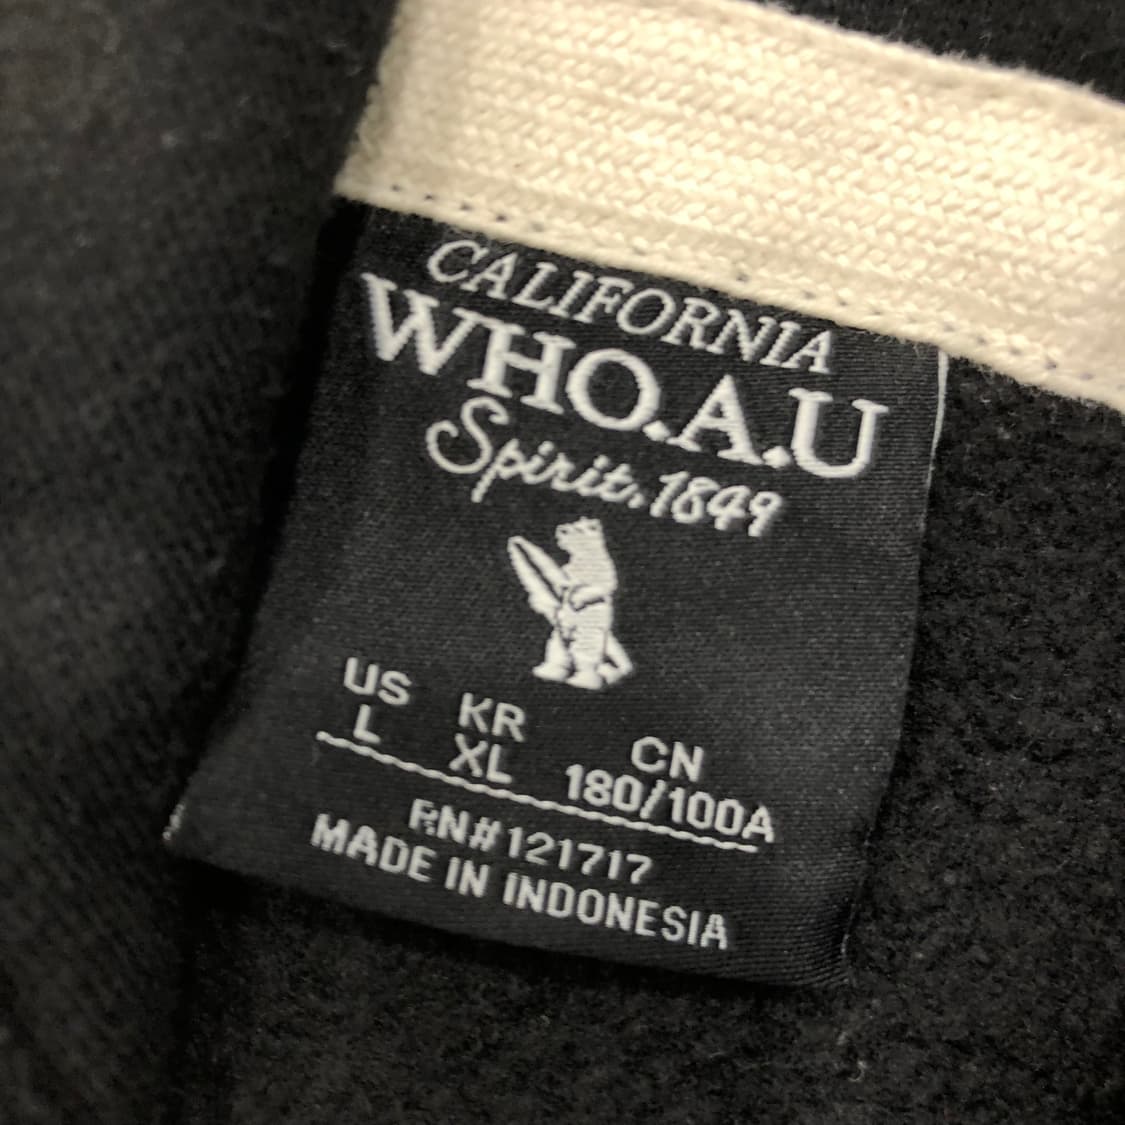 CALIFORNIA
WHO.A.U
Spirit.1849
US KR CN
L XL 180/100A
RN#121717
MADE IN INDONESIA